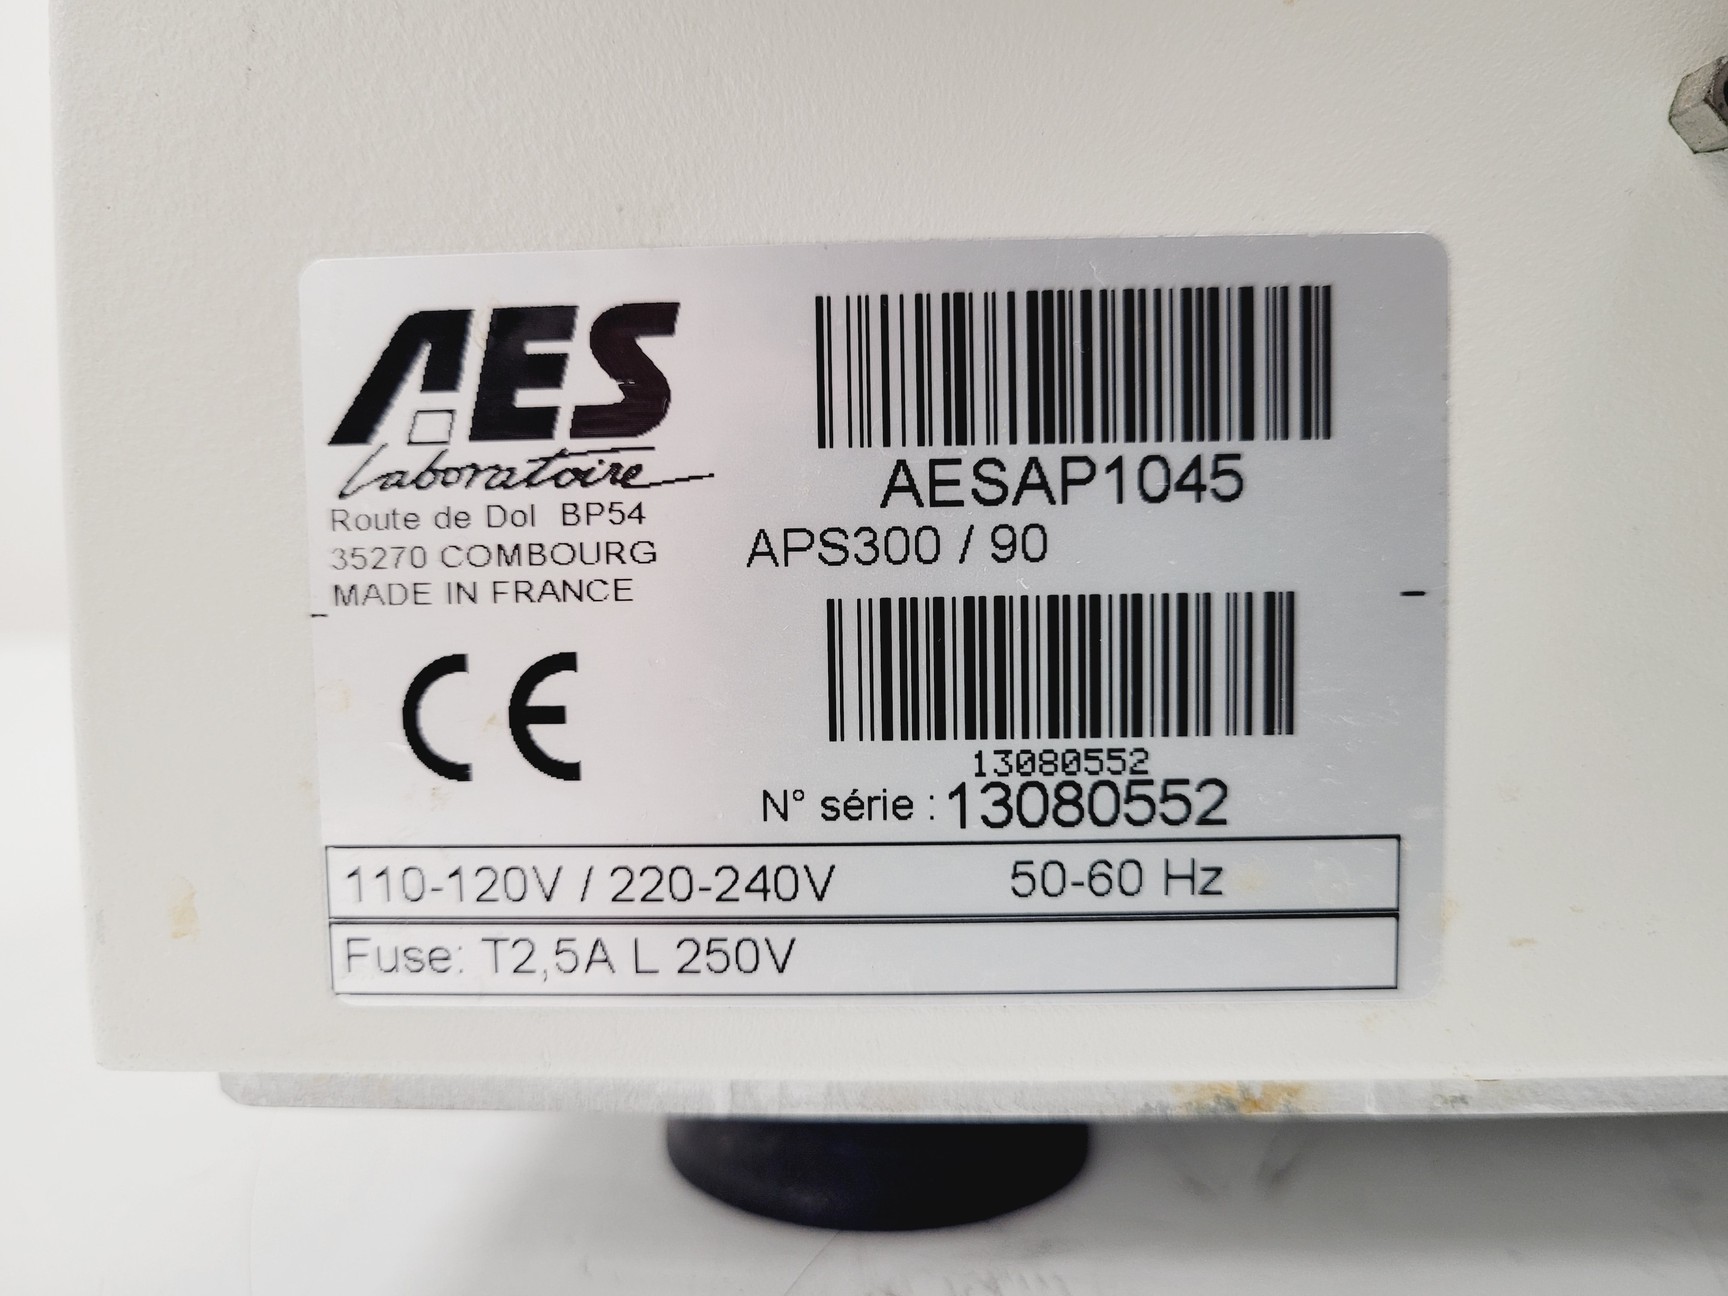 AES
Laboratoire
Route de Dol BP54
35270 COMBOURG
MADE IN FRANCE
CE
AESAP1045
APS300 / 90
13080552
N° série : 13080552
110-120V / 220-240V 50-60 Hz
Fuse: T2,5A L 250V